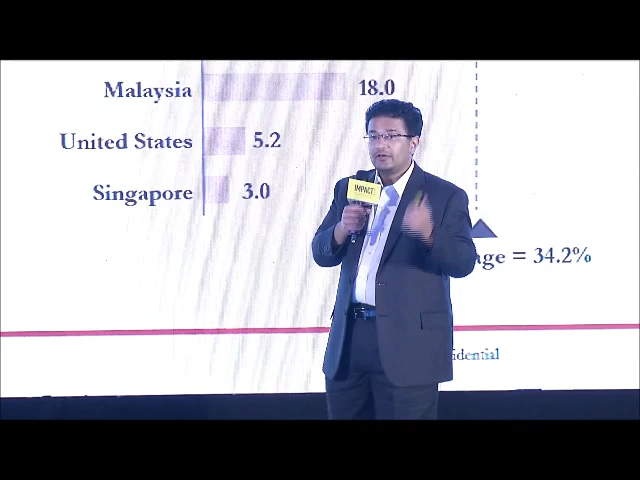 Malaysia 18.0
United States 5.2
Singapore 3.0
IMPACT
age = 34.2%
idential